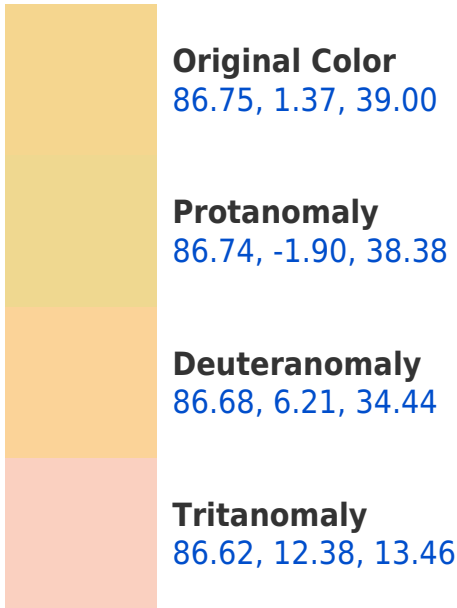 Original Color
86.75, 1.37, 39.00
Protanomaly
86.74, -1.90, 38.38
Deuteranomaly
86.68, 6.21, 34.44
Tritanomaly
86.62, 12.38, 13.46